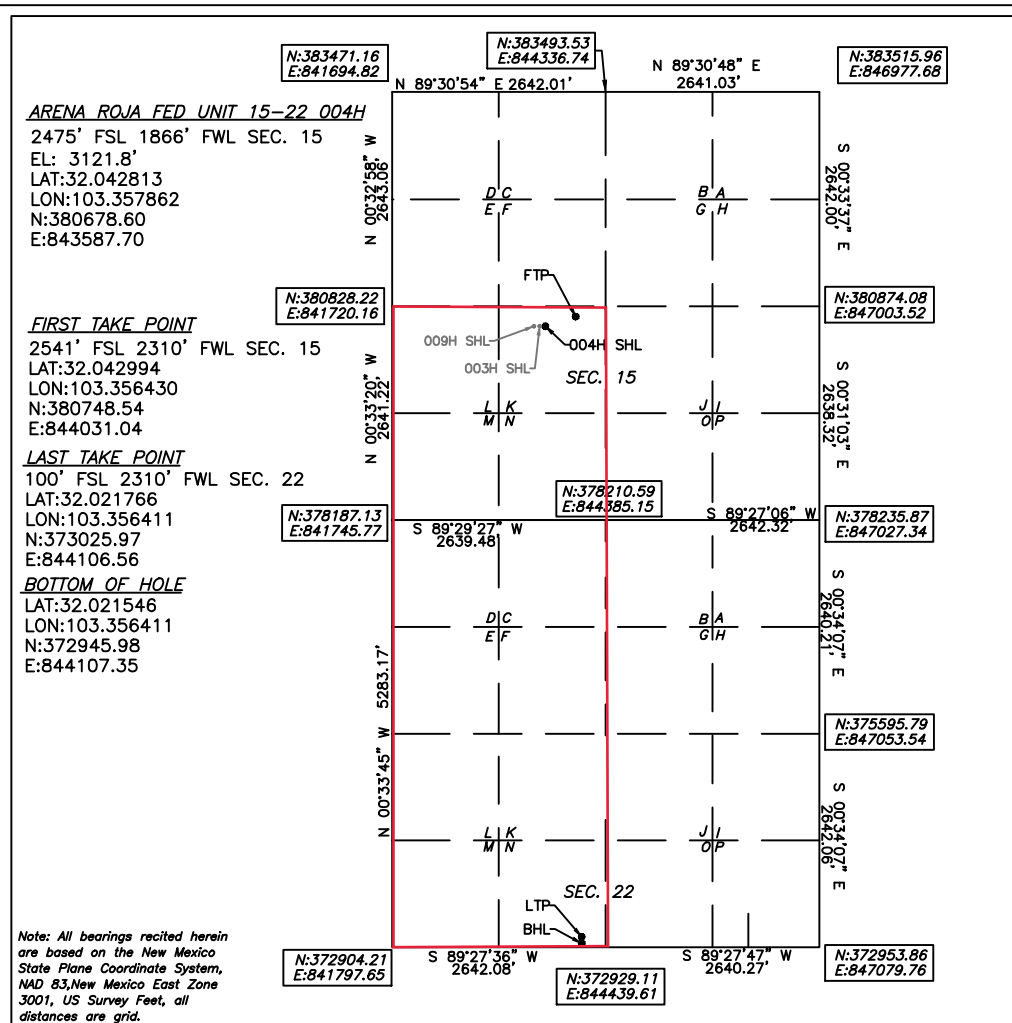 N:383471.16
E:841694.82
N:383493.53
E:844336.74
N:383515.96
E:846977.68
N 89°30'54" E 2642.01'
N 89°30'48" E
2641.03'
ARENA ROJA FED UNIT 15-22 004H
2475' FSL 1866' FWL SEC. 15
EL: 3121.8'
LAT:32.042813
LON:103.357862
N:380678.60
E:843587.70
N 00°32'58" W
2643.06'
D C
E F
B A
G H
S 00°33'37" E
2642.00'
N:380828.22
E:841720.16
FTP
N:380874.08
E:847003.52
FIRST TAKE POINT
2541' FSL 2310' FWL SEC. 15
LAT:32.042994
LON:103.356430
N:380748.54
E:844031.04
009H SHL
003H SHL
004H SHL
SEC. 15
N 00°33'20" W
2641.22'
L K
M N
J I
O P
S 00°31'03" E
2638.32'
LAST TAKE POINT
100' FSL 2310' FWL SEC. 22
LAT:32.021766
LON:103.356411
N:373025.97
E:844106.56
N:378187.13
E:841745.77
N:378210.59
E:844385.15
N:378235.87
E:847027.34
S 89°29'27" W
2639.48'
S 89°27'06" W
2642.32'
BOTTOM OF HOLE
LAT:32.021546
LON:103.356411
N:372945.98
E:844107.35
D C
E F
B A
G H
S 00°34'07" E
2640.21'
N 00°33'45" W 5283.17'
N:375595.79
E:847053.54
L K
M N
J I
O P
S 00°34'07" E
2642.06'
SEC. 22
LTP
BHL
N:372904.21
E:841797.65
S 89°27'36" W
2642.08'
N:372929.11
E:844439.61
S 89°27'47" W
2640.27'
N:372953.86
E:847079.76
Note: All bearings recited herein
are based on the New Mexico
State Plane Coordinate System,
NAD 83,New Mexico East Zone
3001, US Survey Feet, all
distances are grid.